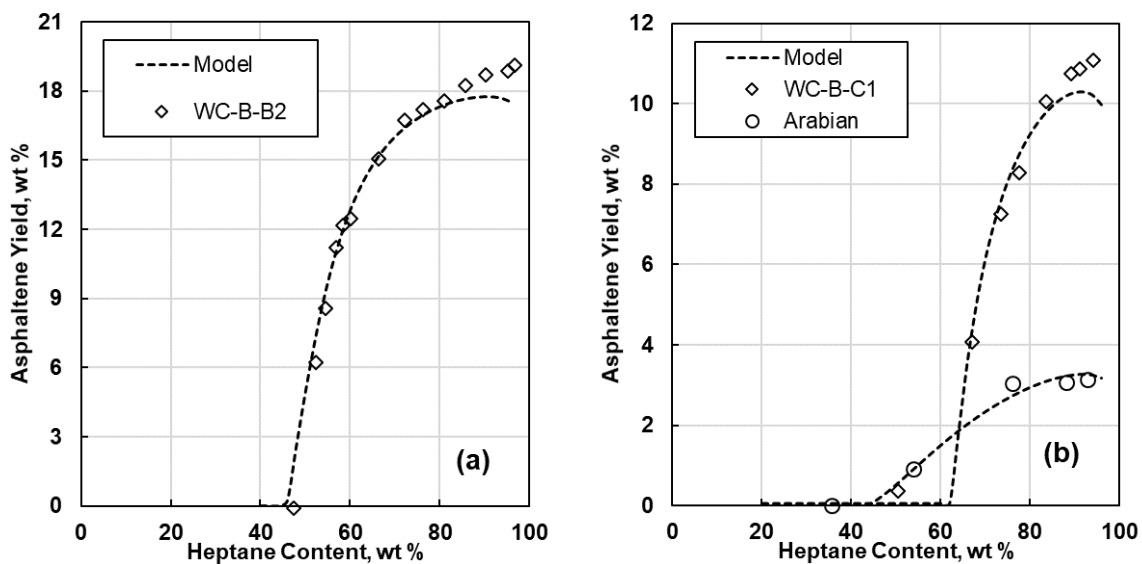 21
18
15
12
9
6
3
0
Asphaltene Yield, wt %
Model
WC-B-B2
(a)
0 20 40 60 80 100
Heptane Content, wt %
12
10
8
6
4
2
0
Asphaltene Yield, wt %
Model
WC-B-C1
Arabian
(b)
0 20 40 60 80 100
Heptane Content, wt %